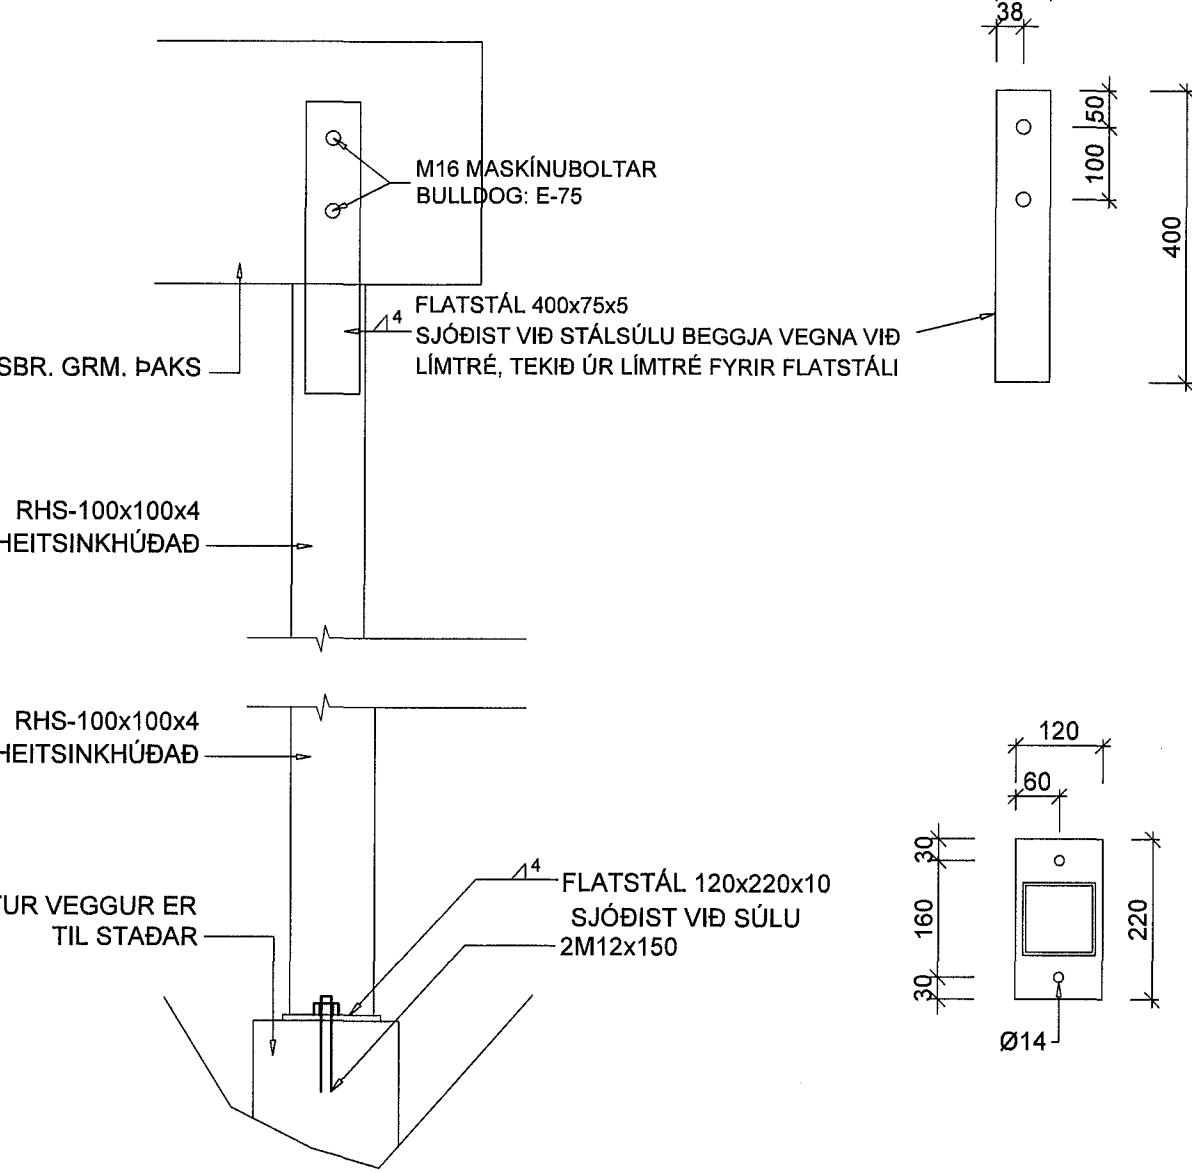 38
M16 MASKÍNUBOLTAR
BULLDOG: E-75
50
100
400
FLATSTÁL 400x75x5
4
SJÓÐIST VIÐ STÁLSÚLU BEGGJA VEGNA VIÐ
LÍMTRÉ, TEKIÐ ÚR LÍMTRÉ FYRIR FLATSTÁLI
SBR. GRM. ÞAKS
RHS-100x100x4
HEITSINKHÚÐAÐ
RHS-100x100x4
HEITSINKHÚÐAÐ
120
60
30
160
30
220
Ø14
4
FLATSTÁL 120x220x10
SJÓÐIST VIÐ SÚLU
2M12x150
VEGGUR ER
TIL STAÐAR